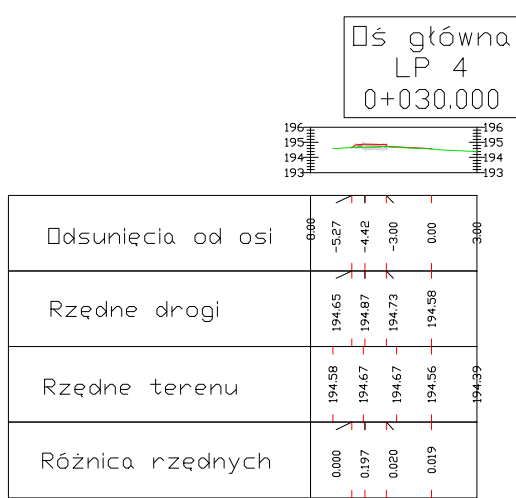 Oś główna
LP 4
0+030.000
196 196
195 195
194 194
193 193
Odsunięcia od osi 0.00 -5.27 -4.42 -3.00 0.00 3.00
Rzędne drogi 194.65 194.87 194.73 194.58
Rzędne terenu 194.58 194.67 194.67 194.56 194.39
Różnica rzędnych 0.000 0.197 0.020 0.019